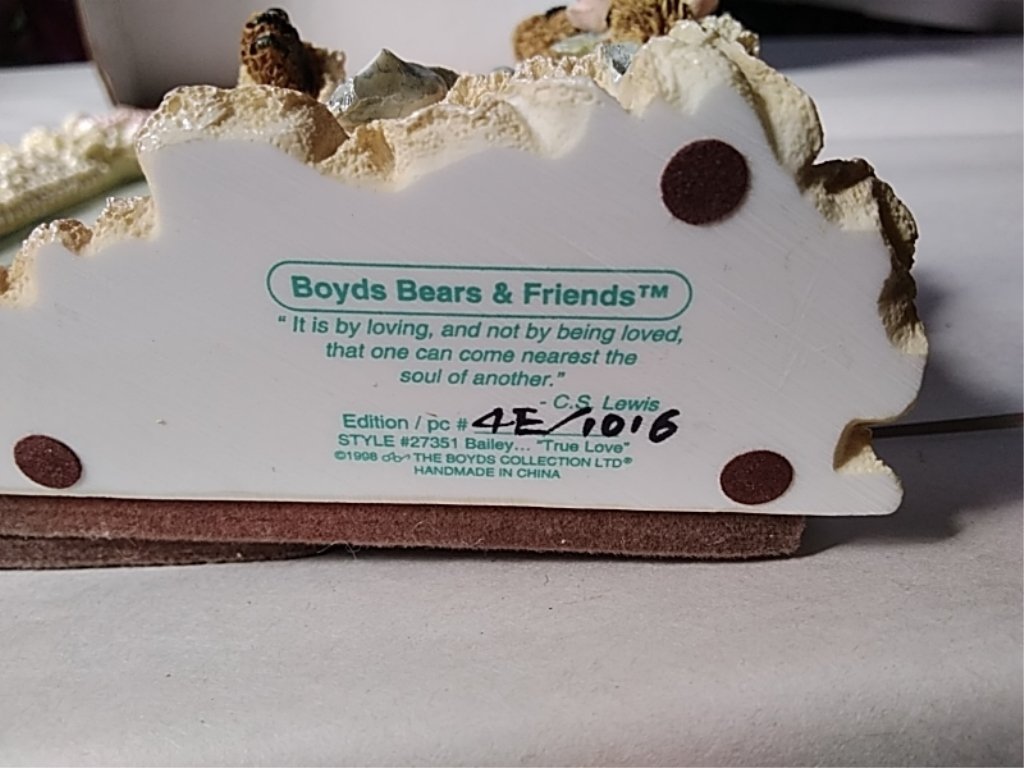 Boyds Bears & Friends™
“ It is by loving, and not by being loved,
that one can come nearest the
soul of another.”
- C.S. Lewis
Edition / pc # 4E/1016
STYLE #27351 Bailey... "True Love"
©1998 THE BOYDS COLLECTION LTD®
HANDMADE IN CHINA